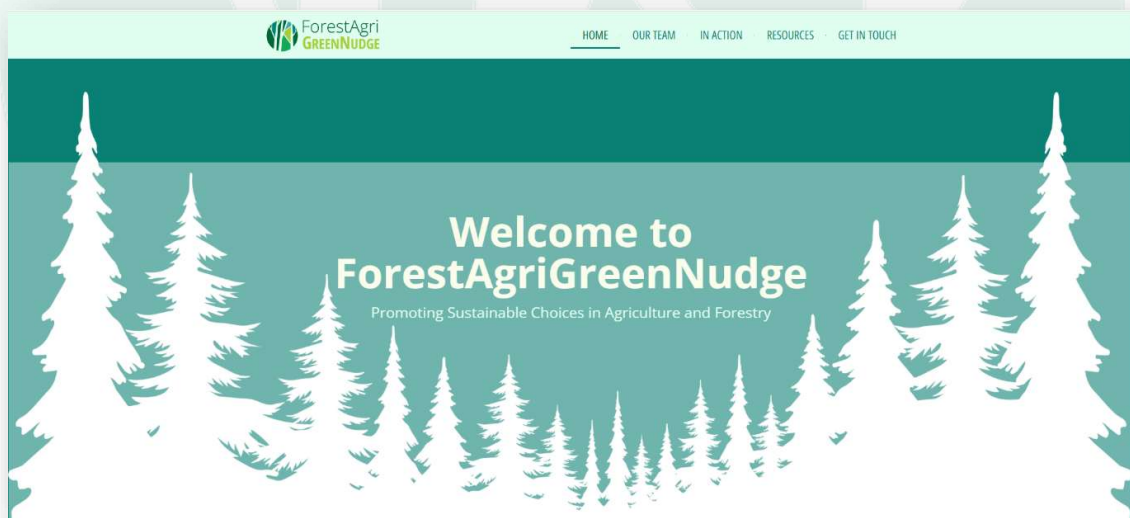 ForestAgri
GREENNUDGE
HOME OUR TEAM IN ACTION RESOURCES GET IN TOUCH
Welcome to
ForestAgriGreenNudge
Promoting Sustainable Choices in Agriculture and Forestry